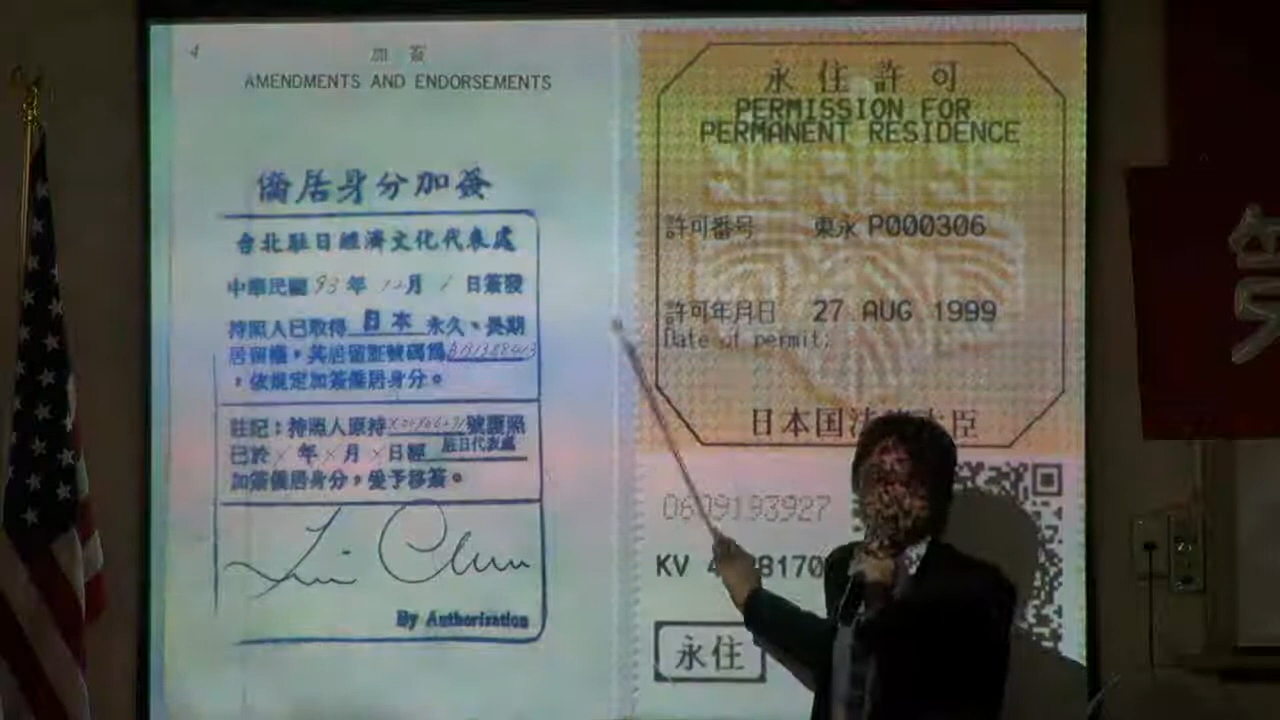 4
加簽
AMENDMENTS AND ENDORSEMENTS
僑居身分加簽
台北駐日經濟文化代表處
中華民國 93 年 12 月 1 日簽發
持照人已取得 日本 永久、長期
居留權，其居留証號碼為
，依規定加簽僑居身分。
註記：持照人原持 號護照
已於 × 年 × 月 × 日經 駐日代表處
加簽僑居身分，爰予移簽。
By Authorization
永住許可
PERMISSION FOR
PERMANENT RESIDENCE
許可番号 東永 P000306
許可年月日 27 AUG 1999
Date of permit:
日本国法 大臣
0609193927
KV 4 8170
永住